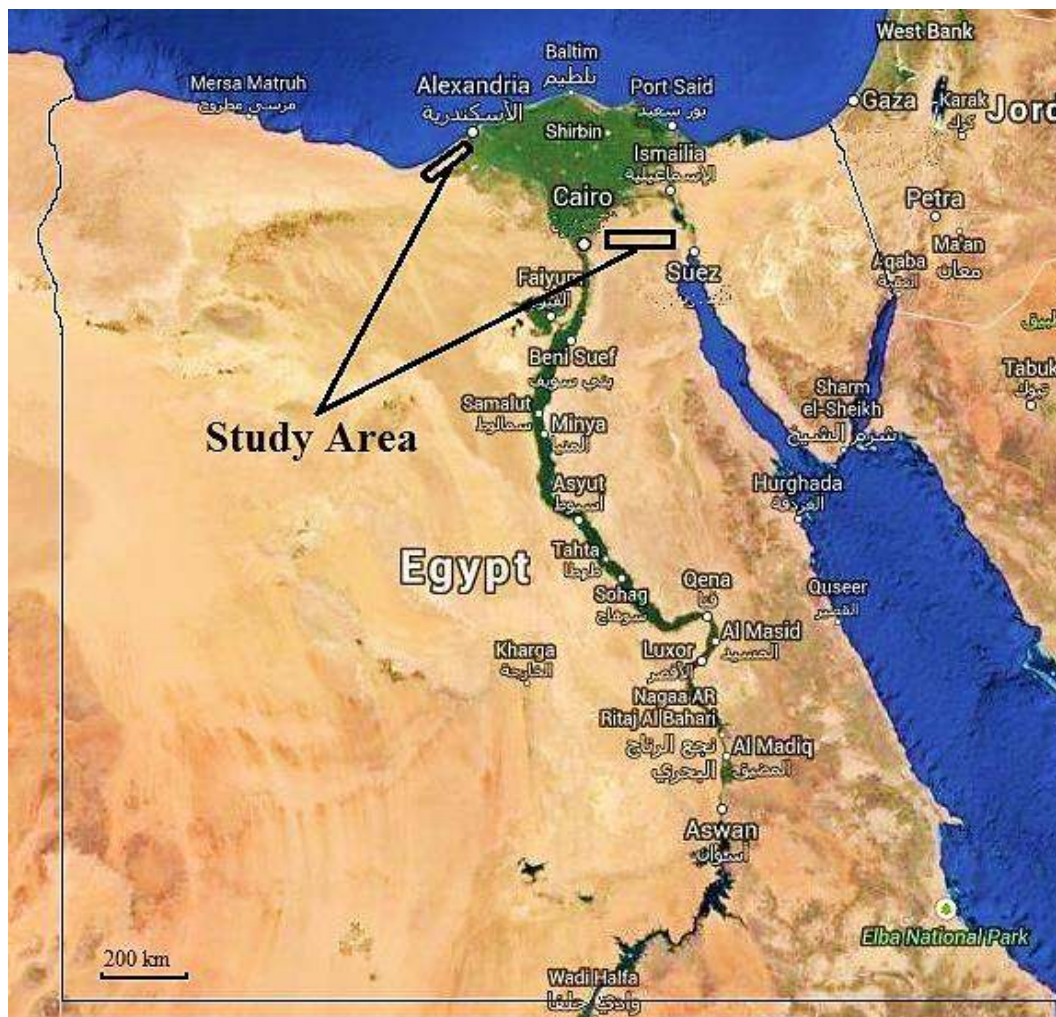 West Bank
Baltim
بلطيم
Mersa Matruh
مرسى مطروح
Alexandria
الأسكندرية
Port Said
بور سعيد
Gaza
Karak
كرك
Jord
Shirbin
Ismailia
الإسماعيلية
Cairo
Petra
Ma'an
معان
Suez
Aqaba
العقبة
Faiyum
الفيوم
Beni Suef
بني سويف
Tabuk
تبوك
Sharm
el-Sheikh
شرم الشيخ
Samalut
سمالوط
Minya
المنيا
Study Area
Asyut
أسيوط
Hurghada
الغردقة
Egypt
Tahta
طهطا
Qena
قنا
Quseer
القصير
Sohag
سوهاج
Al Masid
المسيد
Kharga
الخارجة
Luxor
الأقصر
Nagaa AR
Ritaj Al Bahari
نجع الرتاج
البحري
Al Madiq
المضيق
Aswan
أسوان
Elba National Park
200 km
Wadi Halfa
وادي حلفا